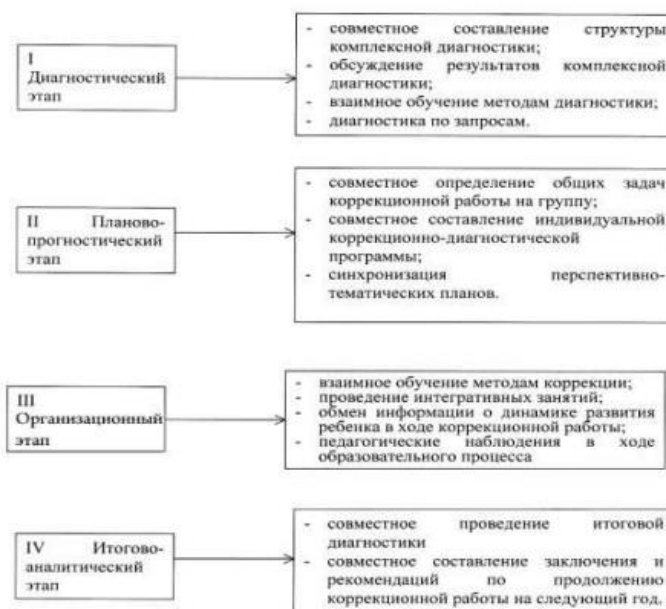 I
Диагностический
этап
- совместное составление структуры
комплексной диагностики;
- обсуждение результатов комплексной
диагностики;
- взаимное обучение методам диагностики;
- диагностика по запросам.
II Планово-
прогностический
этап
- совместное определение общих задач
коррекционной работы на группу;
- совместное составление индивидуальной
коррекционно-диагностической
программы;
- синхронизация перспективно-
тематических планов.
III
Организационный
этап
- взаимное обучение методам коррекции;
- проведение интегративных занятий;
- обмен информации о динамике развития
ребенка в ходе коррекционной работы;
- педагогические наблюдения в ходе
образовательного процесса
IV Итогово-
аналитический
этап
- совместное проведение итоговой
диагностики
- совместное составление заключения и
рекомендаций по продолжению
коррекционной работы на следующий год.